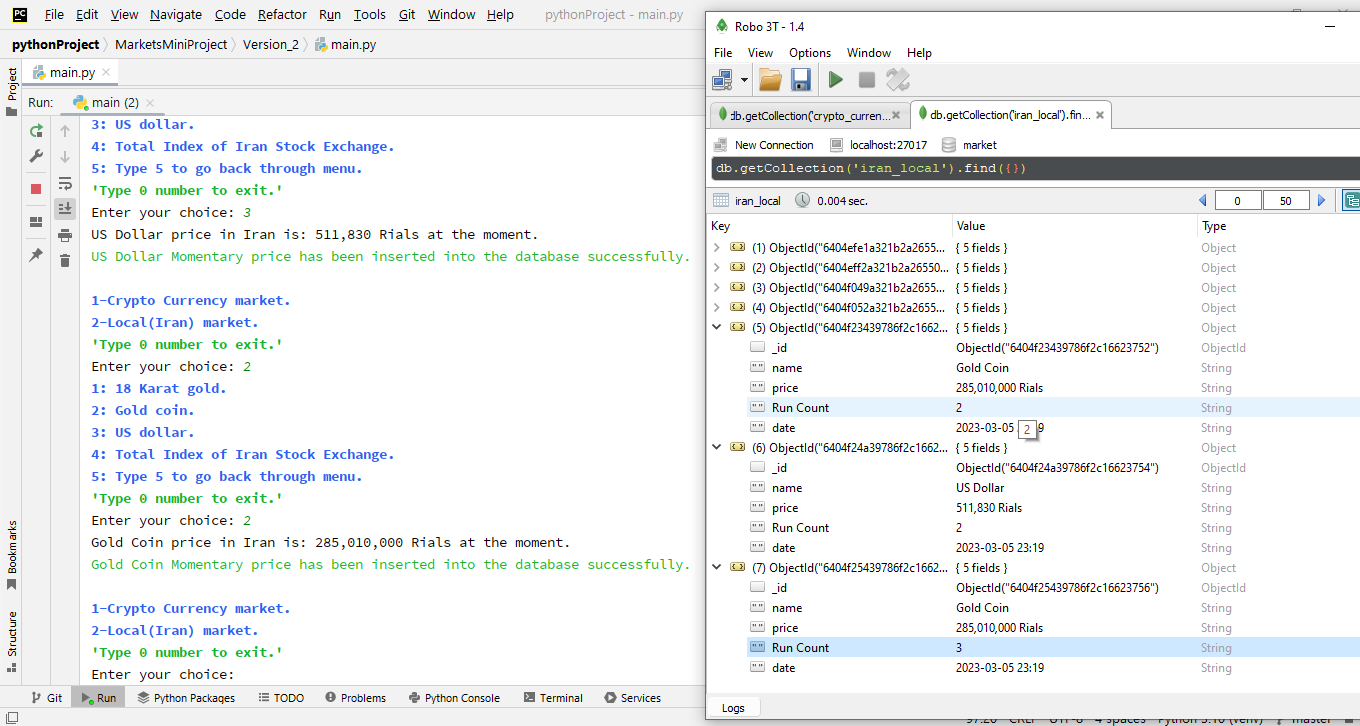 PC File Edit View Navigate Code Refactor Run Tools Git Window Help pythonProject - main.py
pythonProject MarketsMiniProject Version_2 main.py
Project
main.py
Run: main (2)
3: US dollar.
4: Total Index of Iran Stock Exchange.
5: Type 5 to go back through menu.
'Type 0 number to exit.'
Enter your choice: 3
US Dollar price in Iran is: 511,830 Rials at the moment.
US Dollar Momentary price has been inserted into the database successfully.
1-Crypto Currency market.
2-Local(Iran) market.
'Type 0 number to exit.'
Enter your choice: 2
1: 18 Karat gold.
2: Gold coin.
3: US dollar.
4: Total Index of Iran Stock Exchange.
5: Type 5 to go back through menu.
'Type 0 number to exit.'
Enter your choice: 2
Gold Coin price in Iran is: 285,010,000 Rials at the moment.
Gold Coin Momentary price has been inserted into the database successfully.
1-Crypto Currency market.
2-Local(Iran) market.
'Type 0 number to exit.'
Enter your choice:
Bookmarks
Structure
Git Run Python Packages TODO Problems Python Console Terminal Services
Robo 3T - 1.4
File View Options Window Help
db.getCollection('crypto_curren... db.getCollection('iran_local').fin...
New Connection localhost:27017 market
db.getCollection('iran_local').find({})
iran_local 0.004 sec. 0 50
Key Value Type
(1) ObjectId("6404efe1a321b2a2655... { 5 fields } Object
(2) ObjectId("6404eff2a321b2a26550... { 5 fields } Object
(3) ObjectId("6404f049a321b2a2655... { 5 fields } Object
(4) ObjectId("6404f052a321b2a2655... { 5 fields } Object
(5) ObjectId("6404f23439786f2c1662... { 5 fields } Object
_id ObjectId("6404f23439786f2c16623752") ObjectId
name Gold Coin String
price 285,010,000 Rials String
Run Count 2 String
date 2023-03-05 2 9 String
2
(6) ObjectId("6404f24a39786f2c1662... { 5 fields } Object
_id ObjectId("6404f24a39786f2c16623754") ObjectId
name US Dollar String
price 511,830 Rials String
Run Count 2 String
date 2023-03-05 23:19 String
(7) ObjectId("6404f25439786f2c1662... { 5 fields } Object
_id ObjectId("6404f25439786f2c16623756") ObjectId
name Gold Coin String
price 285,010,000 Rials String
Run Count 3 String
date 2023-03-05 23:19 String
Logs
97:20 CRLF UTF-8 4 spaces Python 3.10 (venv) master